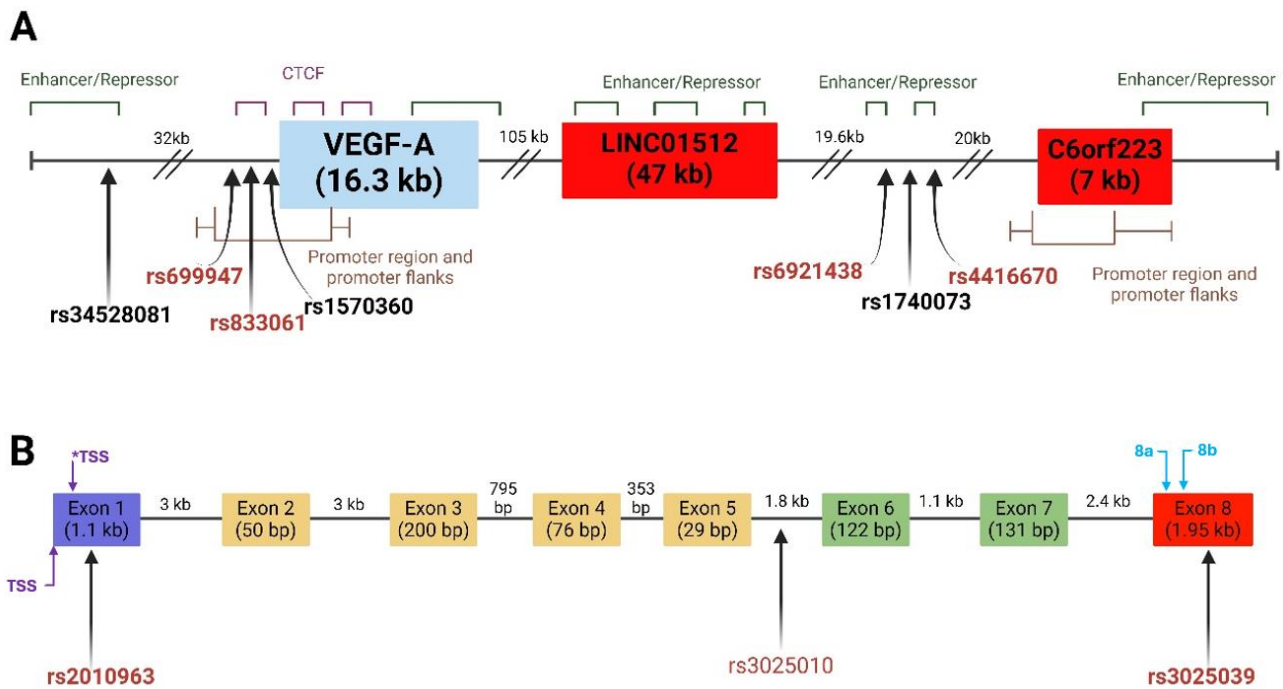 A
Enhancer/Repressor
CTCF
Enhancer/Repressor
Enhancer/Repressor
Enhancer/Repressor
32kb
VEGF-A
(16.3 kb)
105 kb
LINC01512
(47 kb)
19.6kb
20kb
C6orf223
(7 kb)
Promoter region and
promoter flanks
rs699947
rs34528081
rs833061
rs1570360
rs6921438
rs1740073
rs4416670
Promoter region and
promoter flanks
B
*TSS
TSS
Exon 1
(1.1 kb)
3 kb
Exon 2
(50 bp)
3 kb
Exon 3
(200 bp)
795
bp
Exon 4
(76 bp)
353
bp
Exon 5
(29 bp)
1.8 kb
Exon 6
(122 bp)
1.1 kb
Exon 7
(131 bp)
2.4 kb
8a
8b
Exon 8
(1.95 kb)
rs2010963
rs3025010
rs3025039